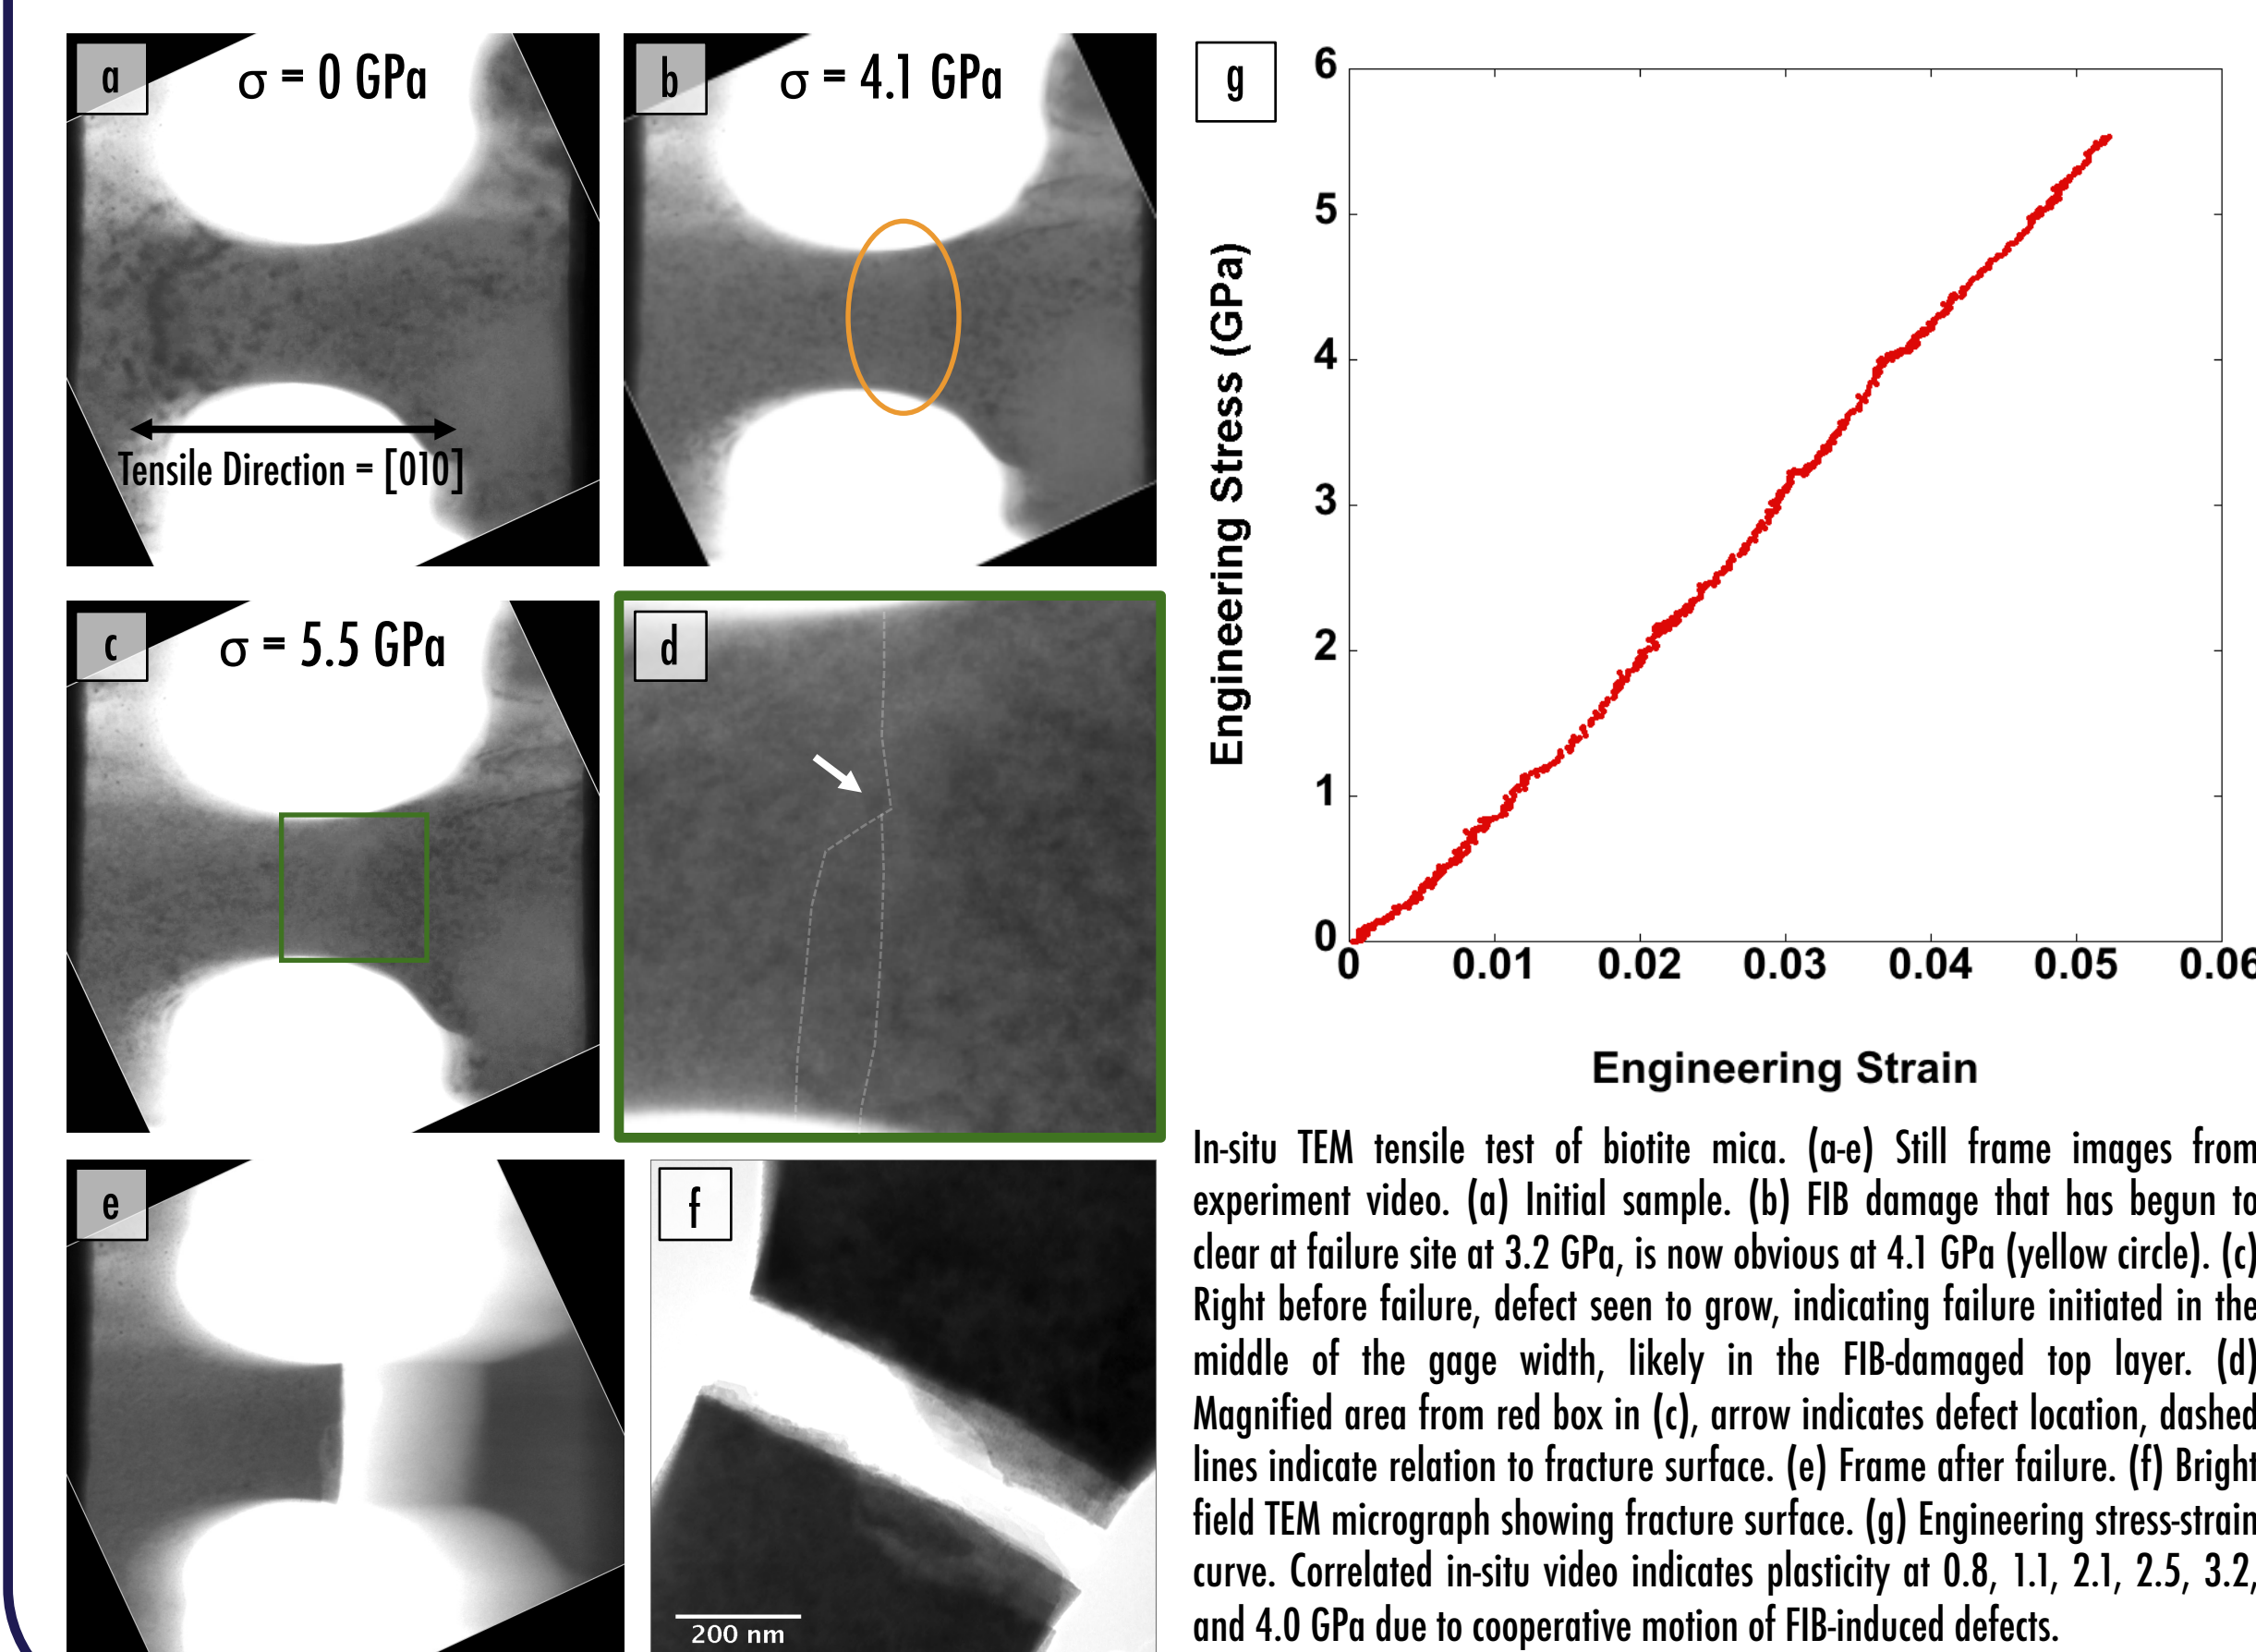 a
σ = 0 GPa
Tensile Direction = [010]
b
σ = 4.1 GPa
c
σ = 5.5 GPa
d
e
f
200 nm
g
6
5
4
3
2
1
0
Engineering Stress (GPa)
0 0.01 0.02 0.03 0.04 0.05 0.06
Engineering Strain
In-situ TEM tensile test of biotite mica. (a-e) Still frame images from
experiment video. (a) Initial sample. (b) FIB damage that has begun to
clear at failure site at 3.2 GPa, is now obvious at 4.1 GPa (yellow circle). (c)
Right before failure, defect seen to grow, indicating failure initiated in the
middle of the gage width, likely in the FIB-damaged top layer. (d)
Magnified area from red box in (c), arrow indicates defect location, dashed
lines indicate relation to fracture surface. (e) Frame after failure. (f) Bright
field TEM micrograph showing fracture surface. (g) Engineering stress-strain
curve. Correlated in-situ video indicates plasticity at 0.8, 1.1, 2.1, 2.5, 3.2,
and 4.0 GPa due to cooperative motion of FIB-induced defects.